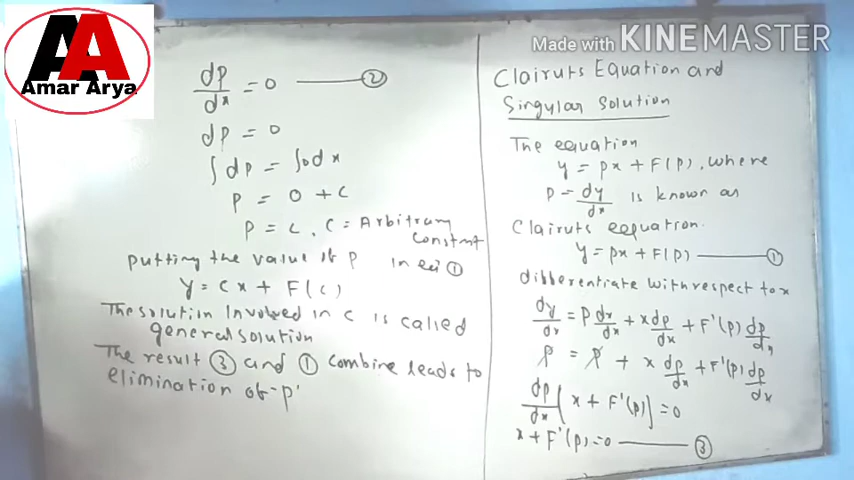 AA
Amar Arya
Made with KINEMASTER
Clairuts Equation and
Singular Solution
The equation
y = px + F(p), where
p = dy/dx is known as
Clairuts equation.
y = px + F(p) —— ①
differentiate with respect to x
dy/dx = p dx/dx + x dp/dx + F'(p) dp/dx
p = p + x dp/dx + F'(p) dp/dx
dp/dx [x + F'(p)] = 0
x + F'(p) = 0 —— ③
dp/dx = 0 —— ②
dp = 0
∫dp = ∫0dx
p = 0 + c
p = c, c = Arbitrary
constant
putting the value of p in eq ①
y = cx + F(c)
The solution Involved in c is called
general solution
The result ③ and ① combine leads to
elimination of 'p'